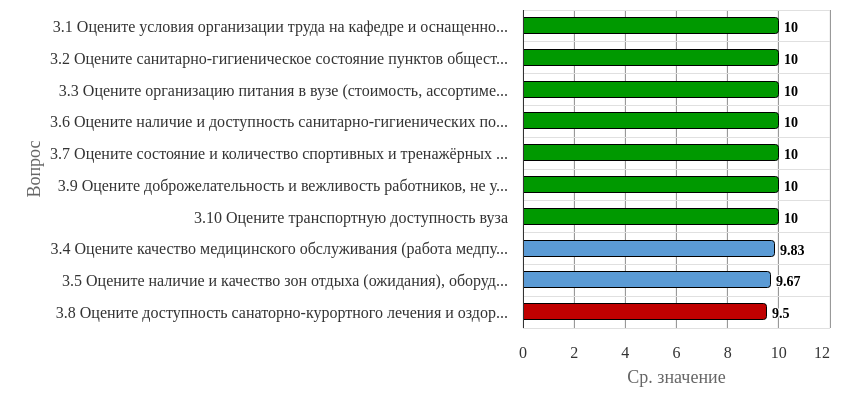 3.1 Оцените условия организации труда на кафедре и оснащенно... 10
3.2 Оцените санитарно-гигиеническое состояние пунктов общест... 10
3.3 Оцените организацию питания в вузе (стоимость, ассортиме... 10
3.6 Оцените наличие и доступность санитарно-гигиенических по... 10
3.7 Оцените состояние и количество спортивных и тренажёрных ... 10
3.9 Оцените доброжелательность и вежливость работников, не у... 10
3.10 Оцените транспортную доступность вуза 10
3.4 Оцените качество медицинского обслуживания (работа медпу... 9.83
3.5 Оцените наличие и качество зон отдыха (ожидания), оборуд... 9.67
3.8 Оцените доступность санаторно-курортного лечения и оздор... 9.5
Вопрос
0 2 4 6 8 10 12
Ср. значение